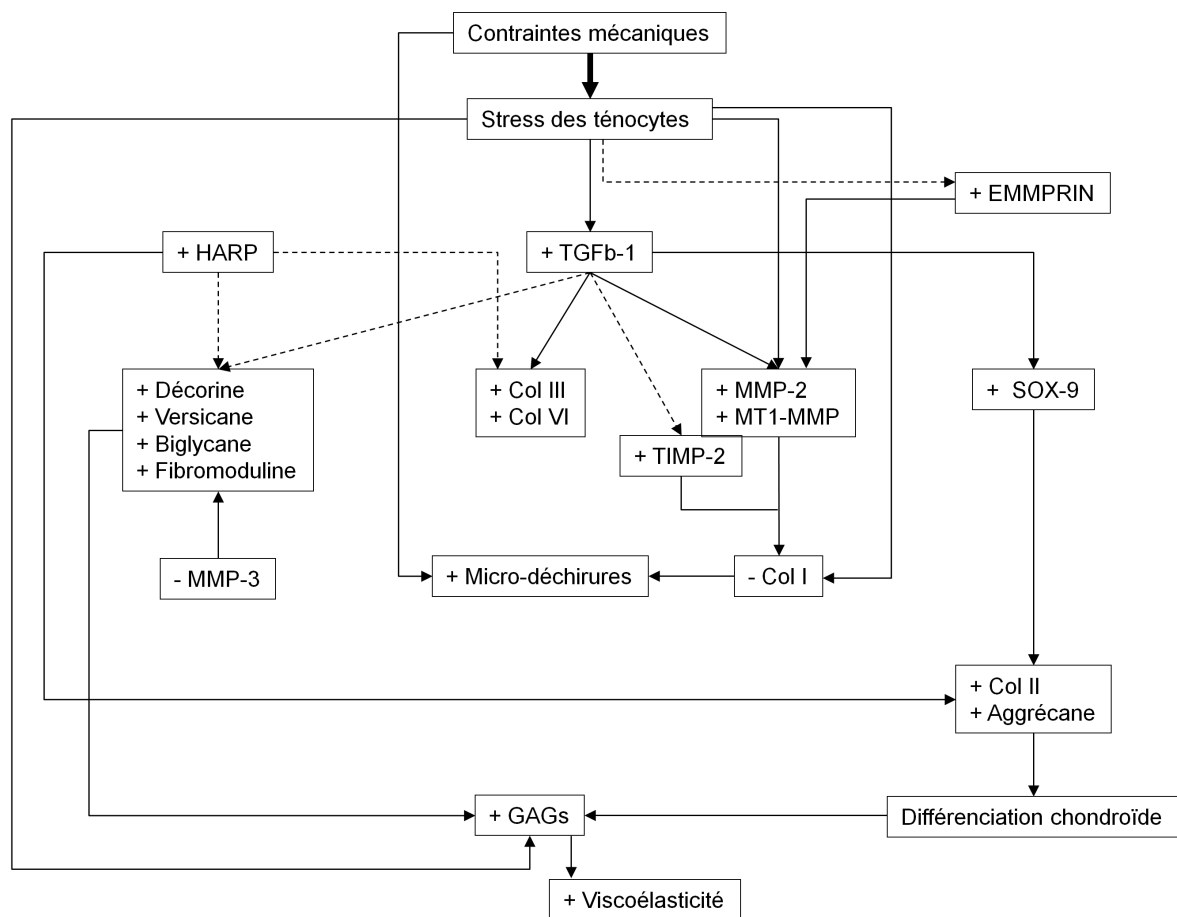 Contraintes mécaniques
Stress des ténocytes
+ EMMPRIN
+ HARP
+ TGFb-1
+ Décorine
+ Versicane
+ Biglycane
+ Fibromoduline
+ Col III
+ Col VI
+ MMP-2
+ MT1-MMP
+ TIMP-2
+ SOX-9
- MMP-3
+ Micro-déchirures
- Col I
+ Col II
+ Aggrécane
+ GAGs
Différenciation chondroïde
+ Viscoélasticité